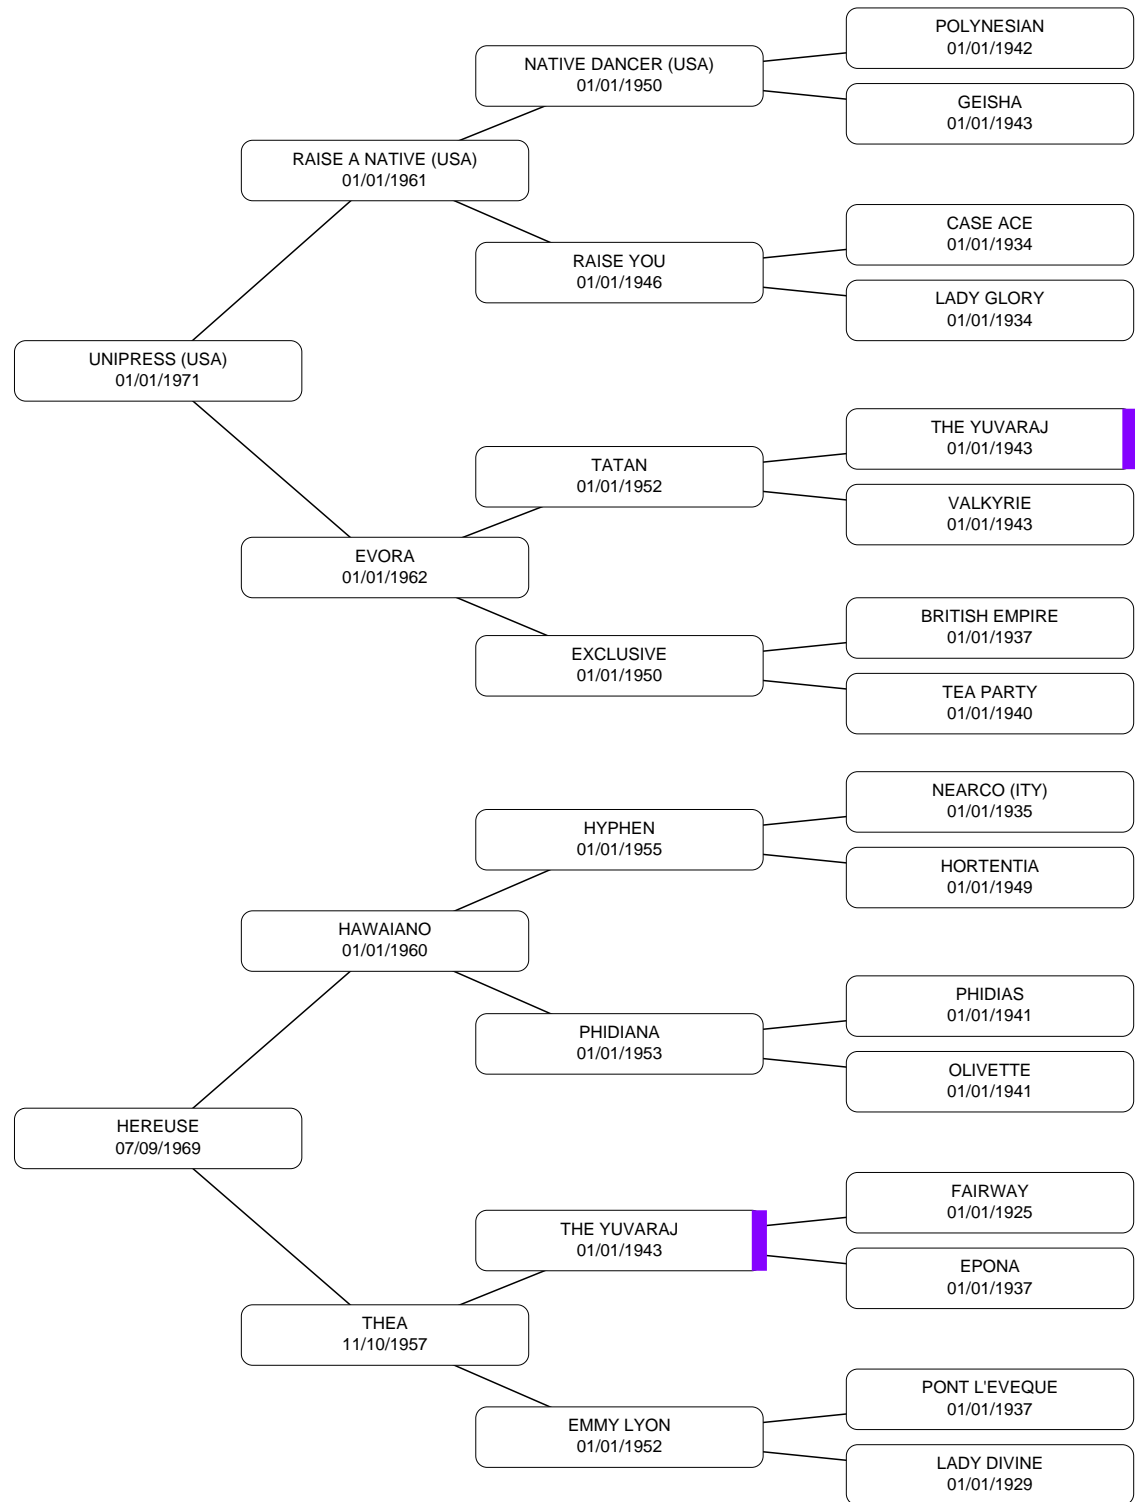 POLYNESIAN
01/01/1942
NATIVE DANCER (USA)
01/01/1950
GEISHA
01/01/1943
RAISE A NATIVE (USA)
01/01/1961
CASE ACE
01/01/1934
RAISE YOU
01/01/1946
LADY GLORY
01/01/1934
UNIPRESS (USA)
01/01/1971
THE YUVARAJ
01/01/1943
TATAN
01/01/1952
VALKYRIE
01/01/1943
EVORA
01/01/1962
BRITISH EMPIRE
01/01/1937
EXCLUSIVE
01/01/1950
TEA PARTY
01/01/1940
NEARCO (ITY)
01/01/1935
HYPHEN
01/01/1955
HORTENTIA
01/01/1949
HAWAIANO
01/01/1960
PHIDIAS
01/01/1941
PHIDIANA
01/01/1953
OLIVETTE
01/01/1941
HEREUSE
07/09/1969
FAIRWAY
01/01/1925
THE YUVARAJ
01/01/1943
EPONA
01/01/1937
THEA
11/10/1957
PONT L'EVEQUE
01/01/1937
EMMY LYON
01/01/1952
LADY DIVINE
01/01/1929